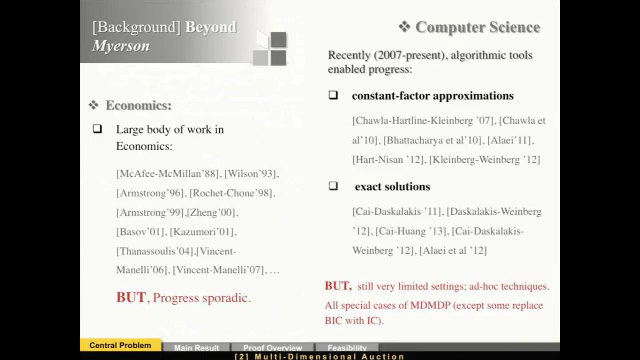 [Background] Beyond
Myerson
❖ Economics:
❑ Large body of work in
Economics:
[McAfee-McMillan'88], [Wilson'93],
[Armstrong'96], [Rochet-Chone'98],
[Armstrong'99],[Zheng'00],
[Basov'01], [Kazumori'01],
[Thanassoulis'04],[Vincent-
Manelli'06], [Vincent-Manelli'07], …
BUT, Progress sporadic.
❖ Computer Science
Recently (2007-present), algorithmic tools
enabled progress:
❑ constant-factor approximations
[Chawla-Hartline-Kleinberg '07], [Chawla et
al'10], [Bhattacharya et al'10], [Alaei'11],
[Hart-Nisan '12], [Kleinberg-Weinberg '12]
❑ exact solutions
[Cai-Daskalakis '11], [Daskalakis-Weinberg
'12], [Cai-Huang '13], [Cai-Daskalakis-
Weinberg '12], [Alaei et al '12]
BUT, still very limited settings; ad-hoc techniques.
All special cases of MDMDP (except some replace
BIC with IC).
Central Problem Main Result Proof Overview Feasibility
[2] Multi-Dimensional Auction